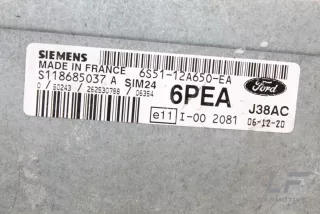 SIEMENS
MADE IN FRANCE 6S51-12A650-EA
S118685037 A SIM24 6PEA Ford
J38AC
e11 I-00 2081 06-12-20